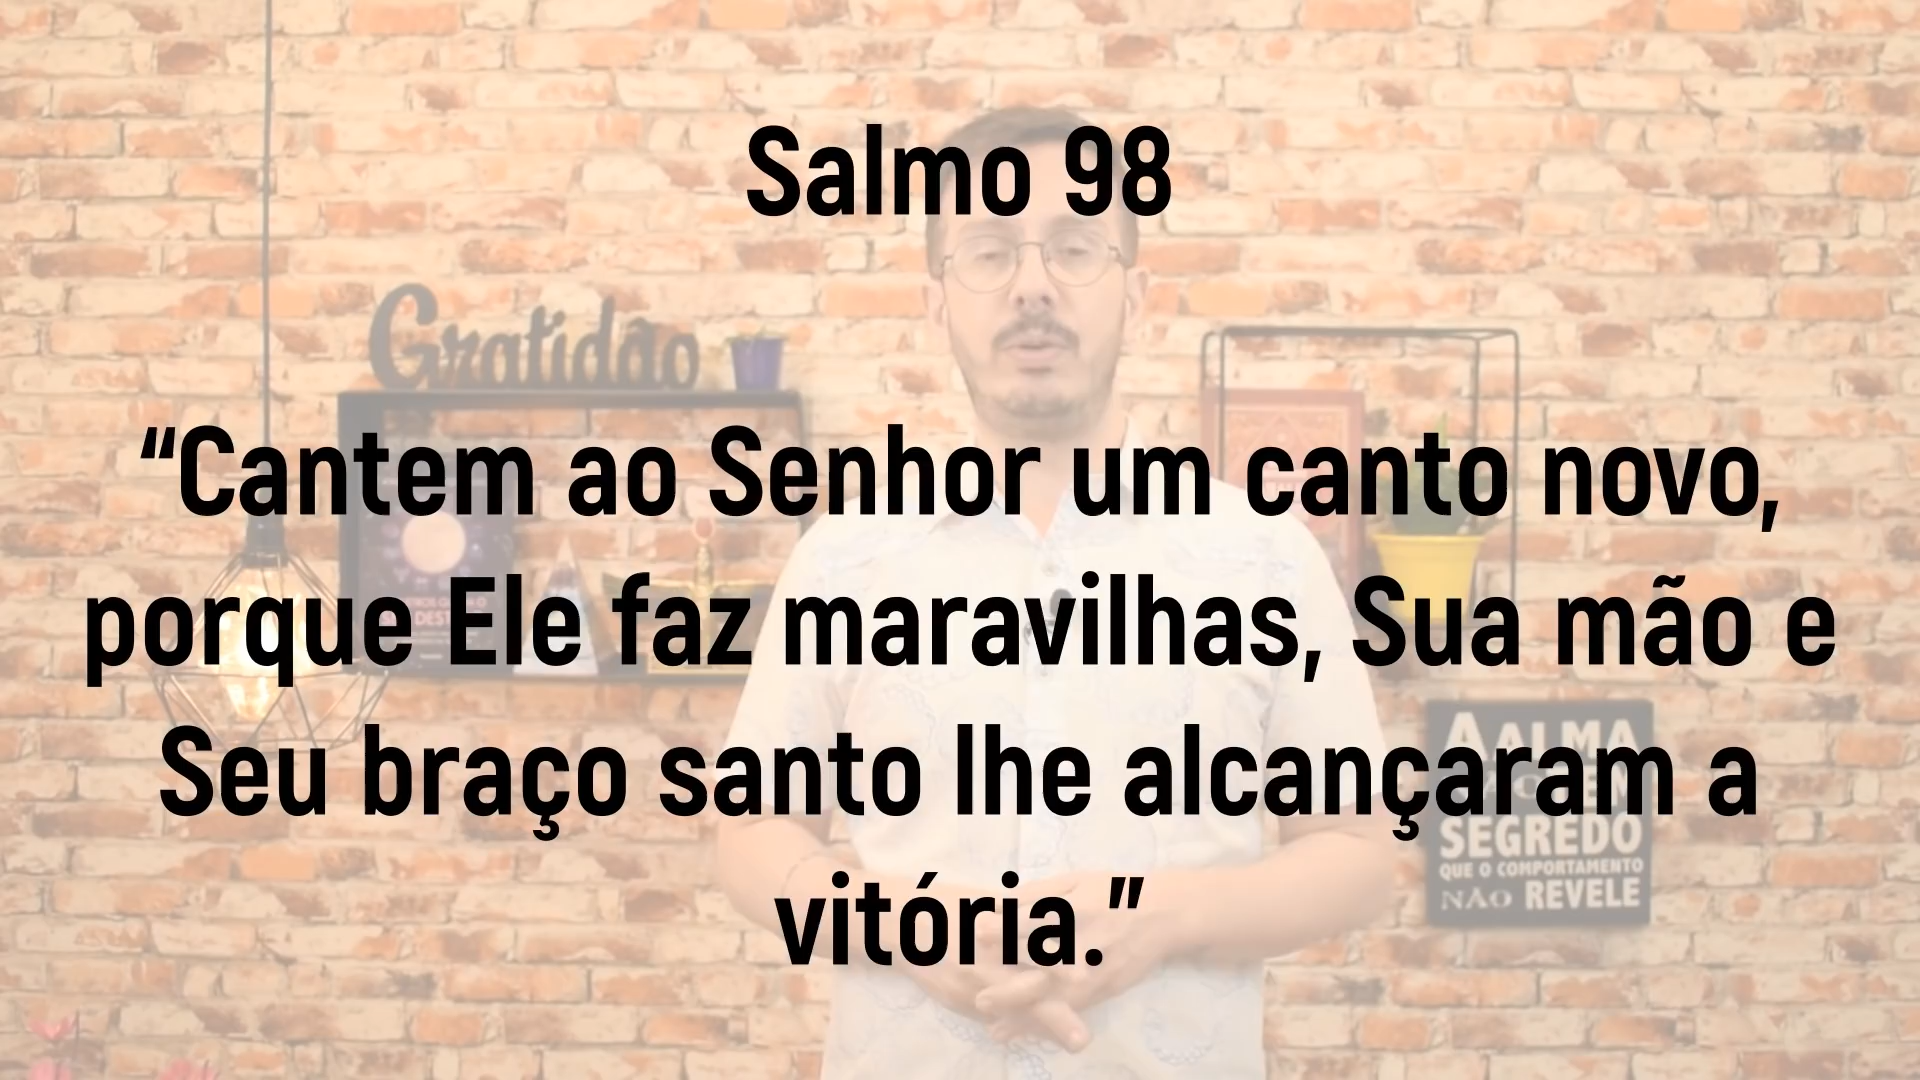 Salmo 98
Gratidão
“Cantem ao Senhor um canto novo,
porque Ele faz maravilhas, Sua mão e
Seu braço santo lhe alcançaram a
vitória.”
A ALMA
SEGREDO
QUE O COMPORTAMENTO
NÃO REVELE